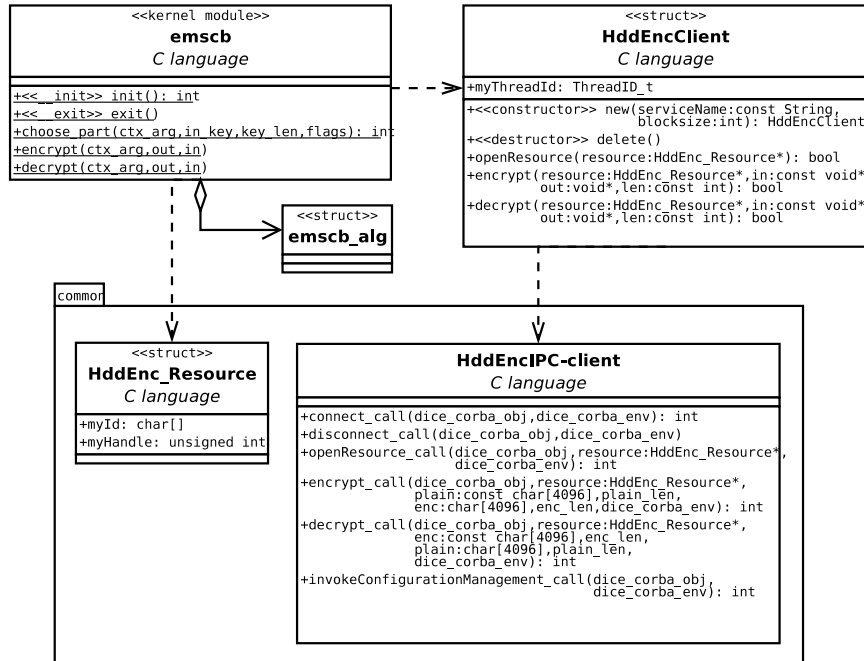 <<kernel module>>
emscb
C language
+<<__init>> init(): int
+<<__exit>> exit()
+choose_part(ctx_arg,in_key,key_len,flags): int
+encrypt(ctx_arg,out,in)
+decrypt(ctx_arg,out,in)
<<struct>>
HddEncClient
C language
+myThreadId: ThreadID_t
+<<constructor>> new(serviceName:const String,
blocksize:int): HddEncClient
+<<destructor>> delete()
+openResource(resource:HddEnc_Resource*): bool
+encrypt(resource:HddEnc_Resource*,in:const void*
out:void*,len:const int): bool
+decrypt(resource:HddEnc_Resource*,in:const void*
out:void*,len:const int): bool
<<struct>>
emscb_alg
common
<<struct>>
HddEnc_Resource
C language
+myId: char[]
+myHandle: unsigned int
HddEncIPC-client
C language
+connect_call(dice_corba_obj,dice_corba_env): int
+disconnect_call(dice_corba_obj,dice_corba_env)
+openResource_call(dice_corba_obj,resource:HddEnc_Resource*,
dice_corba_env): int
+encrypt_call(dice_corba_obj,resource:HddEnc_Resource*,
plain:const char[4096],plain_len,
enc:char[4096],enc_len,dice_corba_env): int
+decrypt_call(dice_corba_obj,resource:HddEnc_Resource*,
enc:const char[4096],enc_len,
plain:char[4096],plain_len,
dice_corba_env): int
+invokeConfigurationManagement_call(dice_corba_obj,
dice_corba_env): int